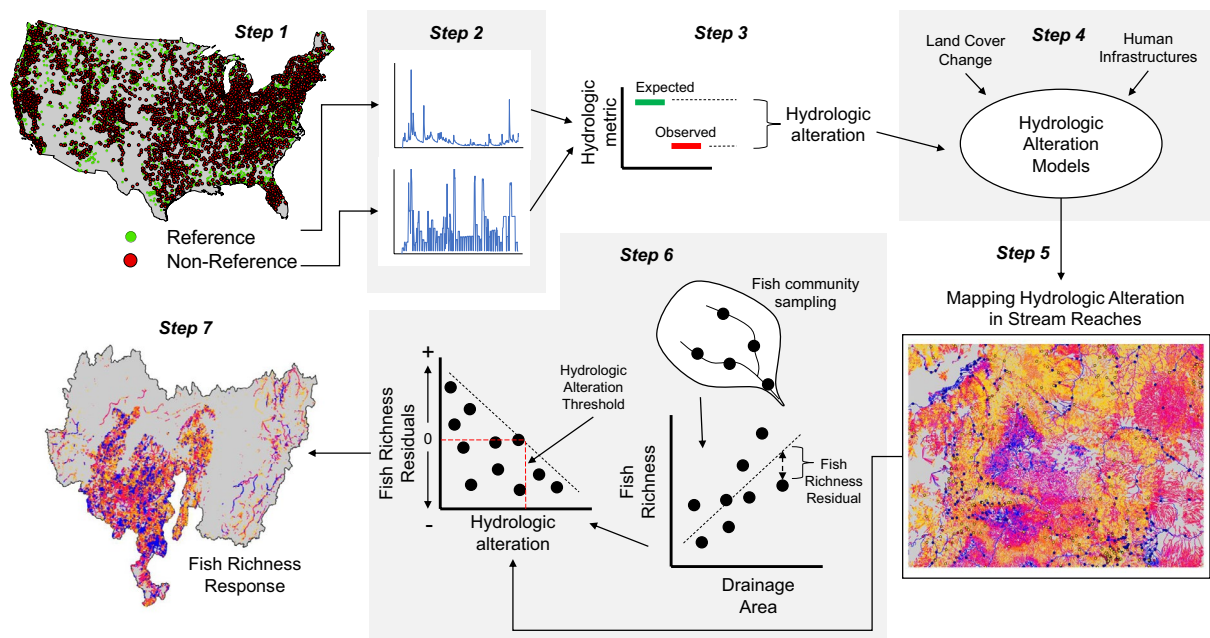 Step 1
Reference
Non-Reference
Step 2
Step 3
Hydrologic
metric
Expected
Observed
Hydrologic
alteration
Step 4
Land Cover
Change
Human
Infrastructures
Hydrologic
Alteration
Models
Step 5
Mapping Hydrologic Alteration
in Stream Reaches
Step 6
Fish community
sampling
Fish
Richness
Fish
Richness
Residual
Drainage
Area
Hydrologic
Alteration
Threshold
Fish Richness
Residuals
+
0
-
Hydrologic
alteration
Step 7
Fish Richness
Response